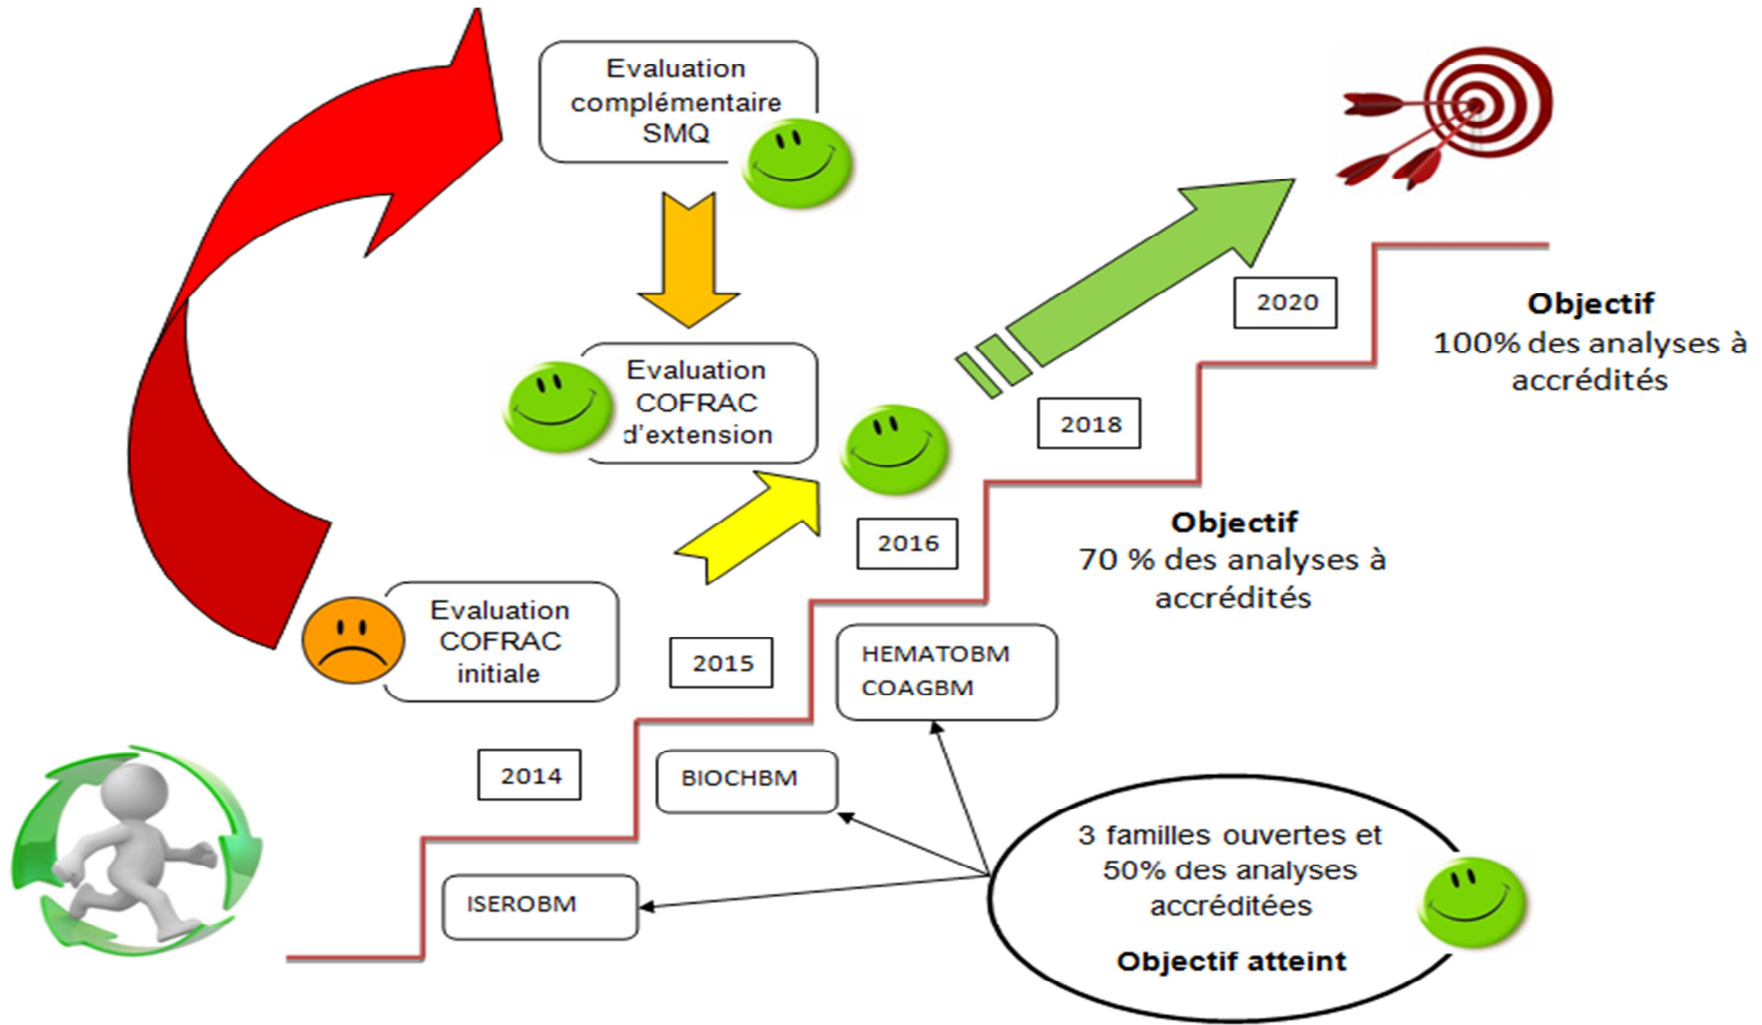 Evaluation
complémentaire
SMQ
Evaluation
COFRAC
d'extension
2020
Objectif
100% des analyses à
accrédités
2018
2016
Objectif
70 % des analyses à
accrédités
Evaluation
COFRAC
initiale
2015
HEMATOBM
COAGBM
2014
BIOCHBM
ISEROBM
3 familles ouvertes et
50% des analyses
accréditées
Objectif atteint